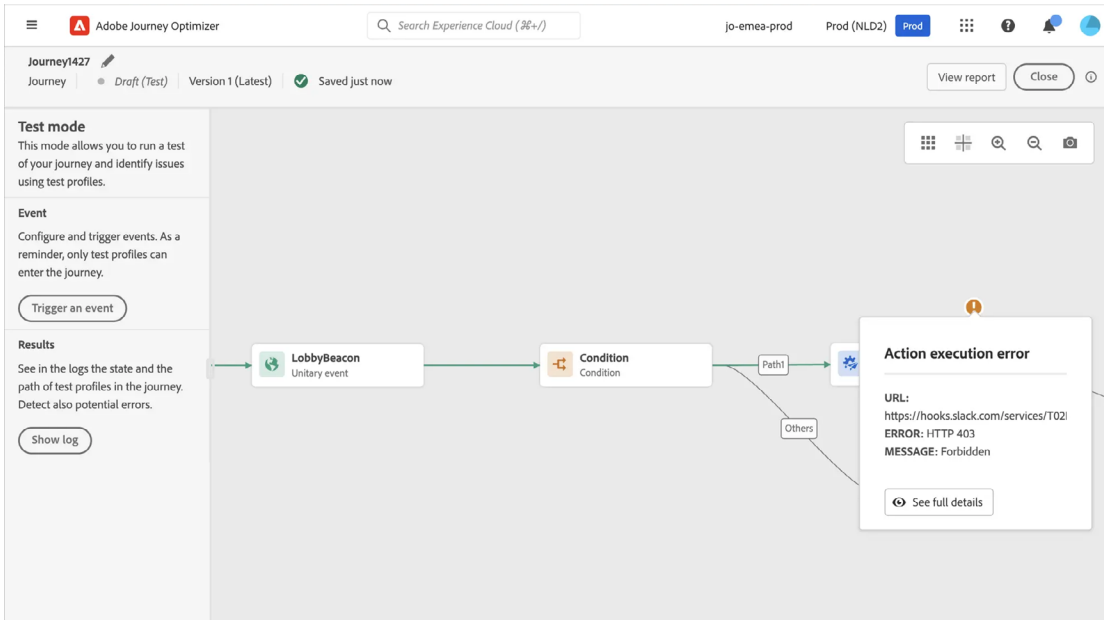 Adobe Journey Optimizer
Search Experience Cloud (⌘+/)
jo-emea-prod
Prod (NLD2)
Prod
Journey1427
Journey
Draft (Test)
Version 1 (Latest)
Saved just now
View report
Close
Test mode
This mode allows you to run a test
of your journey and identify issues
using test profiles.
Event
Configure and trigger events. As a
reminder, only test profiles can
enter the journey.
Trigger an event
Results
See in the logs the state and the
path of test profiles in the journey.
Detect also potential errors.
Show log
LobbyBeacon
Unitary event
Condition
Condition
Path1
Others
Action execution error
URL:
https://hooks.slack.com/services/T02
ERROR: HTTP 403
MESSAGE: Forbidden
See full details